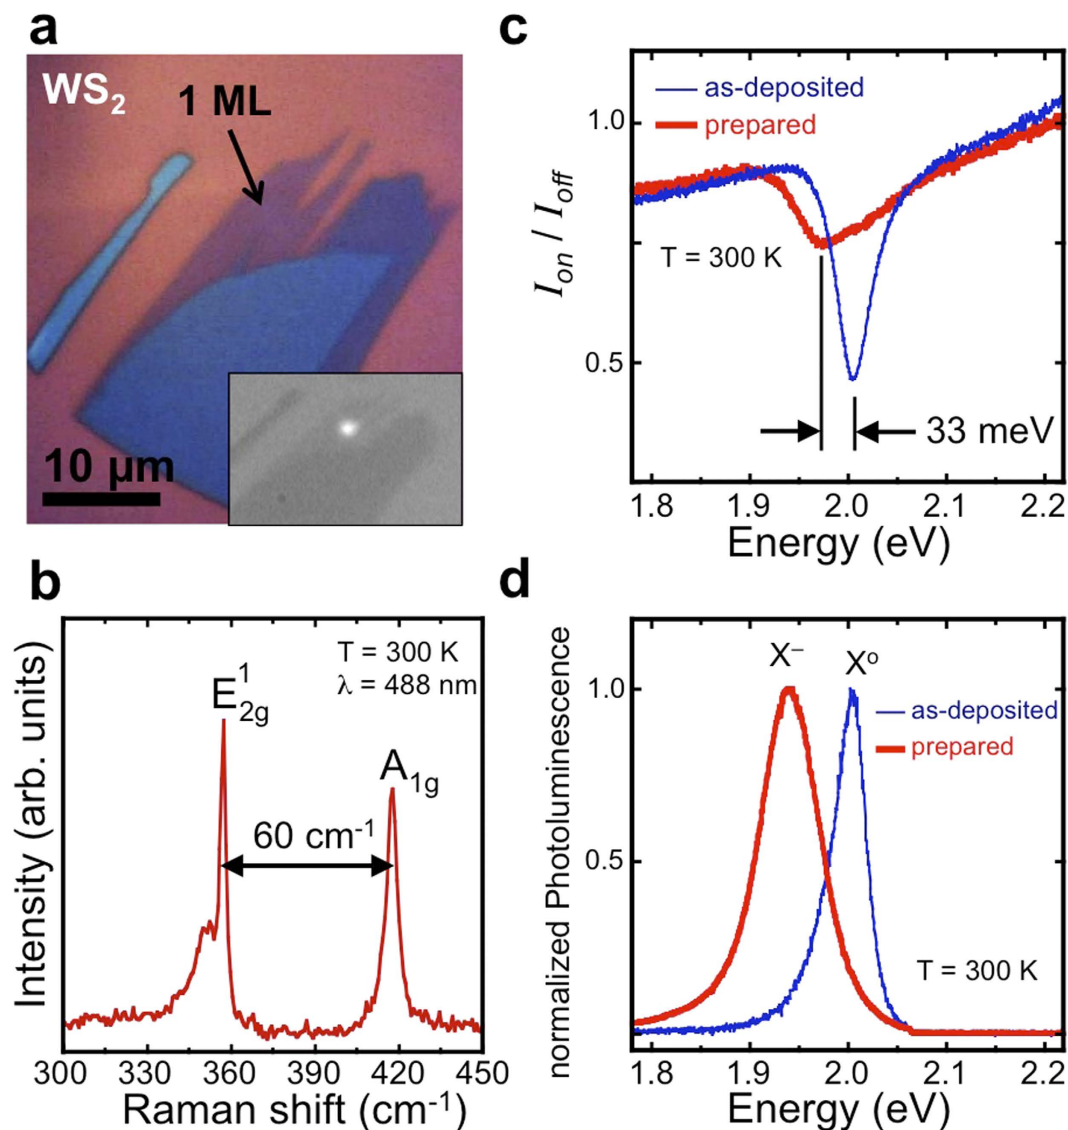 a
WS₂
1 ML
10 µm
b
Intensity (arb. units)
T = 300 K
λ = 488 nm
E¹₂g
A₁g
60 cm⁻¹
300 330 360 390 420 450
Raman shift (cm⁻¹)
c
I_on / I_off
as-deposited
prepared
1.0
T = 300 K
0.5
33 meV
1.8 1.9 2.0 2.1 2.2
Energy (eV)
d
normalized Photoluminescence
X⁻ X⁰
1.0
as-deposited
prepared
0.5
T = 300 K
1.8 1.9 2.0 2.1 2.2
Energy (eV)